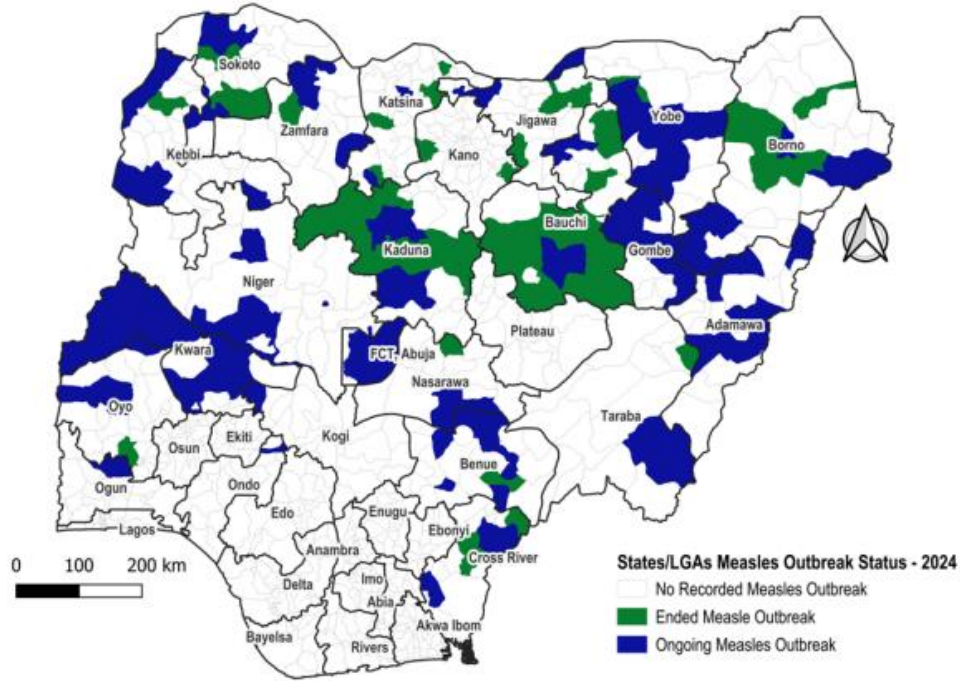 Sokoto
Katsina
Zamfara
Jigawa
Yobe
Borno
Kebbi
Kano
Bauchi
Kaduna
Gombe
Niger
Plateau
Adamawa
Kwara
FCT, Abuja
Nasarawa
Oyo
Taraba
Osun
Ekiti
Kogi
Benue
Ogun
Ondo
Edo
Enugu
Ebonyi
Lagos
Anambra
Cross River
Delta
Imo
Abia
Akwa Ibom
Bayelsa
Rivers
0 100 200 km
States/LGAs Measles Outbreak Status - 2024
No Recorded Measles Outbreak
Ended Measle Outbreak
Ongoing Measles Outbreak